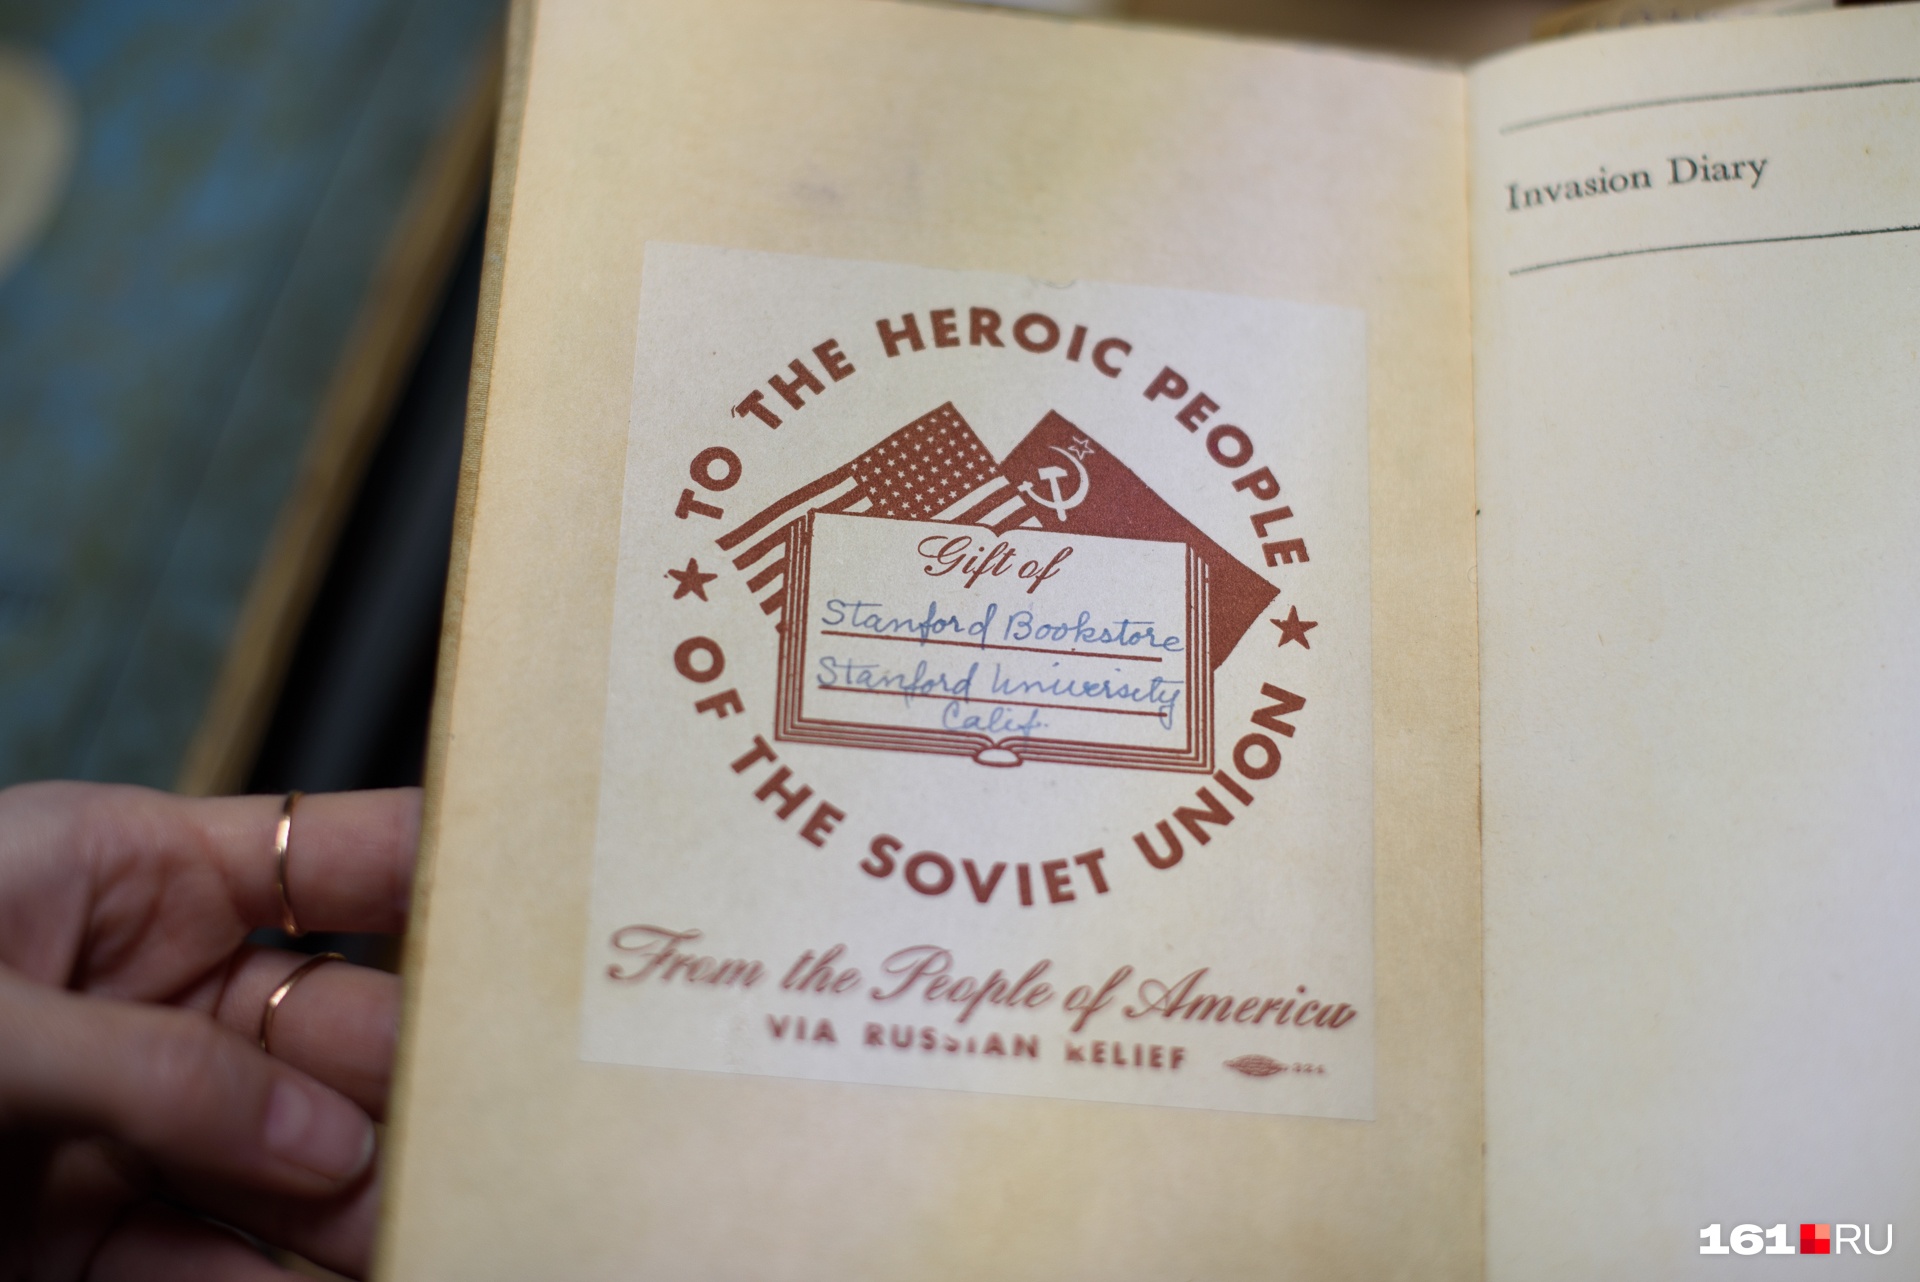 TO THE HEROIC PEOPLE
OF THE SOVIET UNION
Gift of
Stanford Bookstore
Stanford University
Calif.
From the People of America
VIA RUSSIAN RELIEF
Invasion Diary
161.RU